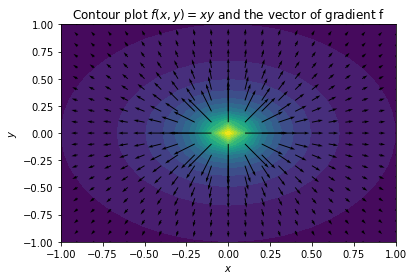 Contour plot f(x, y) = xy and the vector of gradient f
1.00
0.75
0.50
0.25
0.00
−0.25
−0.50
−0.75
−1.00
y
−1.00 −0.75 −0.50 −0.25 0.00 0.25 0.50 0.75 1.00
x